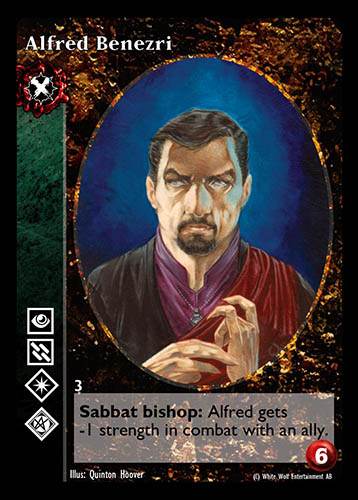 Alfred Benezri
3
Sabbat bishop: Alfred gets
-1 strength in combat with an ally.
6
Illus: Quinton Hoover
(C) White Wolf Entertainment AB